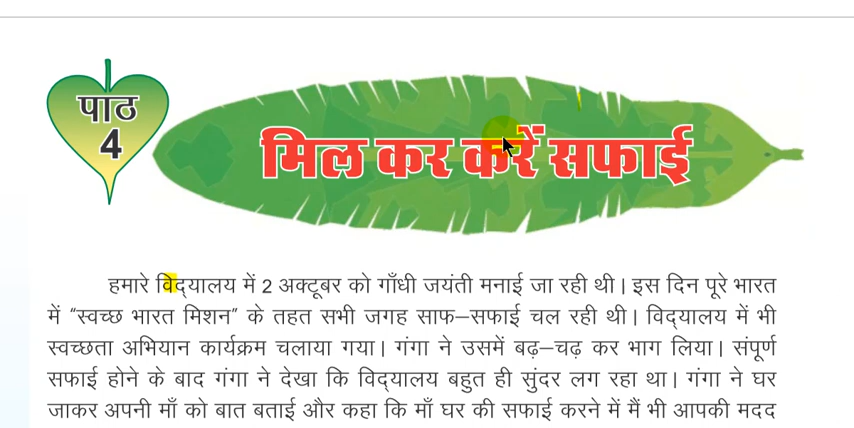 पाठ
4
मिल कर करें सफाई
हमारे विद्यालय में 2 अक्टूबर को गाँधी जयंती मनाई जा रही थी। इस दिन पूरे भारत
में "स्वच्छ भारत मिशन" के तहत सभी जगह साफ–सफाई चल रही थी। विद्यालय में भी
स्वच्छता अभियान कार्यक्रम चलाया गया। गंगा ने उसमें बढ़–चढ़ कर भाग लिया। संपूर्ण
सफाई होने के बाद गंगा ने देखा कि विद्यालय बहुत ही सुंदर लग रहा था। गंगा ने घर
जाकर अपनी माँ को बात बताई और कहा कि माँ घर की सफाई करने में मैं भी आपकी मदद